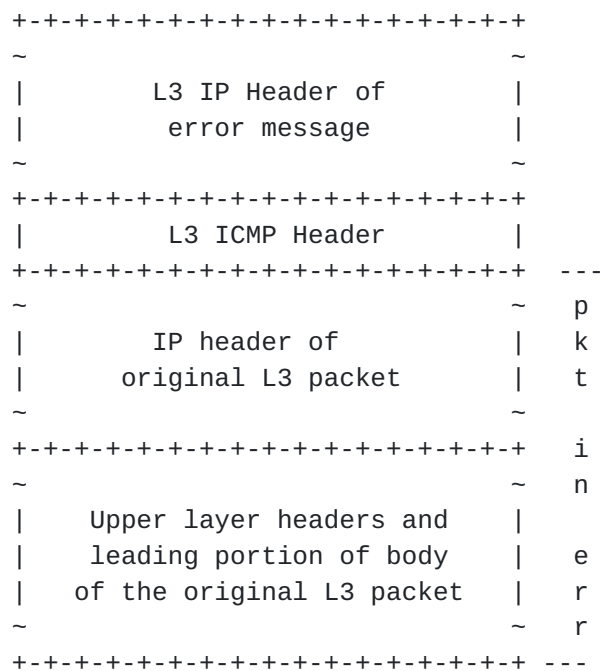 +-+-+-+-+-+-+-+-+-+-+-+-+-+-+-+-+
~                               ~
|        L3 IP Header of        |
|         error message         |
~                               ~
+-+-+-+-+-+-+-+-+-+-+-+-+-+-+-+-+
|         L3 ICMP Header        |
+-+-+-+-+-+-+-+-+-+-+-+-+-+-+-+-+  ---
~                               ~   p
|        IP header of           |   k
|      original L3 packet       |   t
~                               ~
+-+-+-+-+-+-+-+-+-+-+-+-+-+-+-+-+   i
~                               ~   n
|    Upper layer headers and    |
|    leading portion of body    |   e
|   of the original L3 packet   |   r
~                               ~   r
+-+-+-+-+-+-+-+-+-+-+-+-+-+-+-+-+ ---